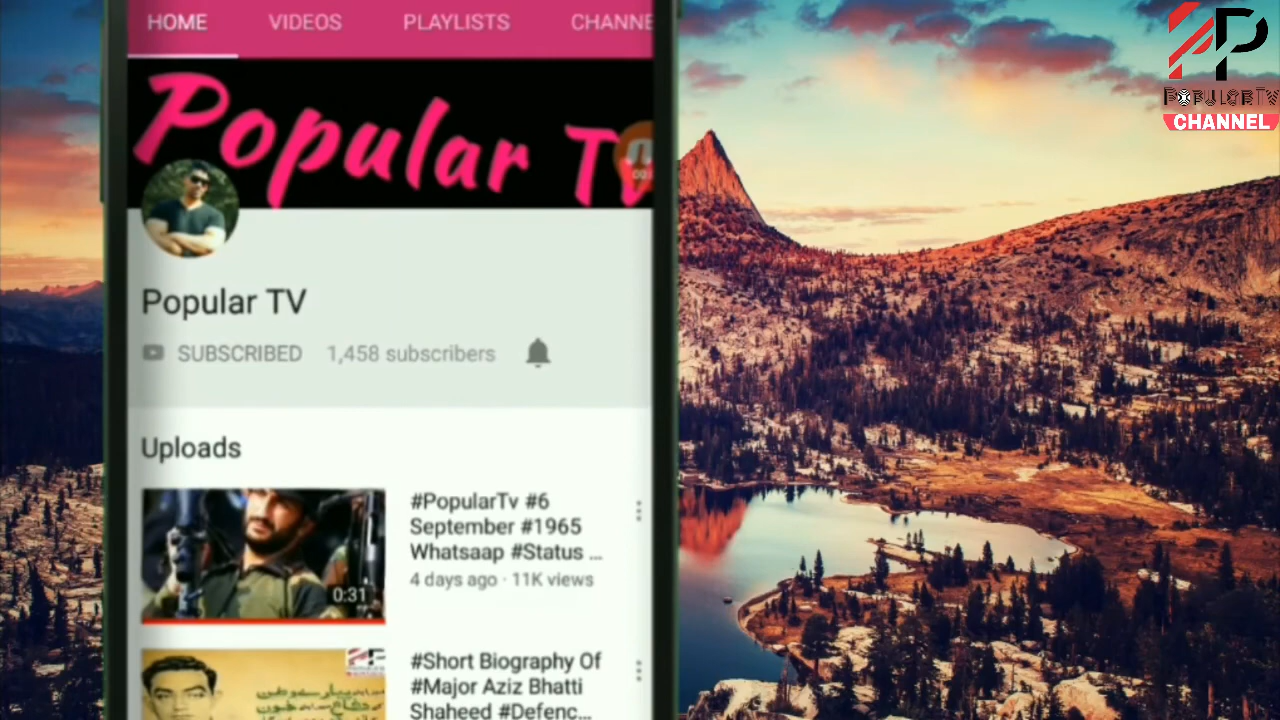 HOME VIDEOS PLAYLISTS CHANNE
Popular TV
Popular TV
SUBSCRIBED 1,458 subscribers
Uploads
#PopularTv #6
September #1965
Whatsaap #Status ...
4 days ago · 11K views
0:31
#Short Biography Of
#Major Aziz Bhatti
Shaheed #Defenc...
PopulorTv
CHANNEL